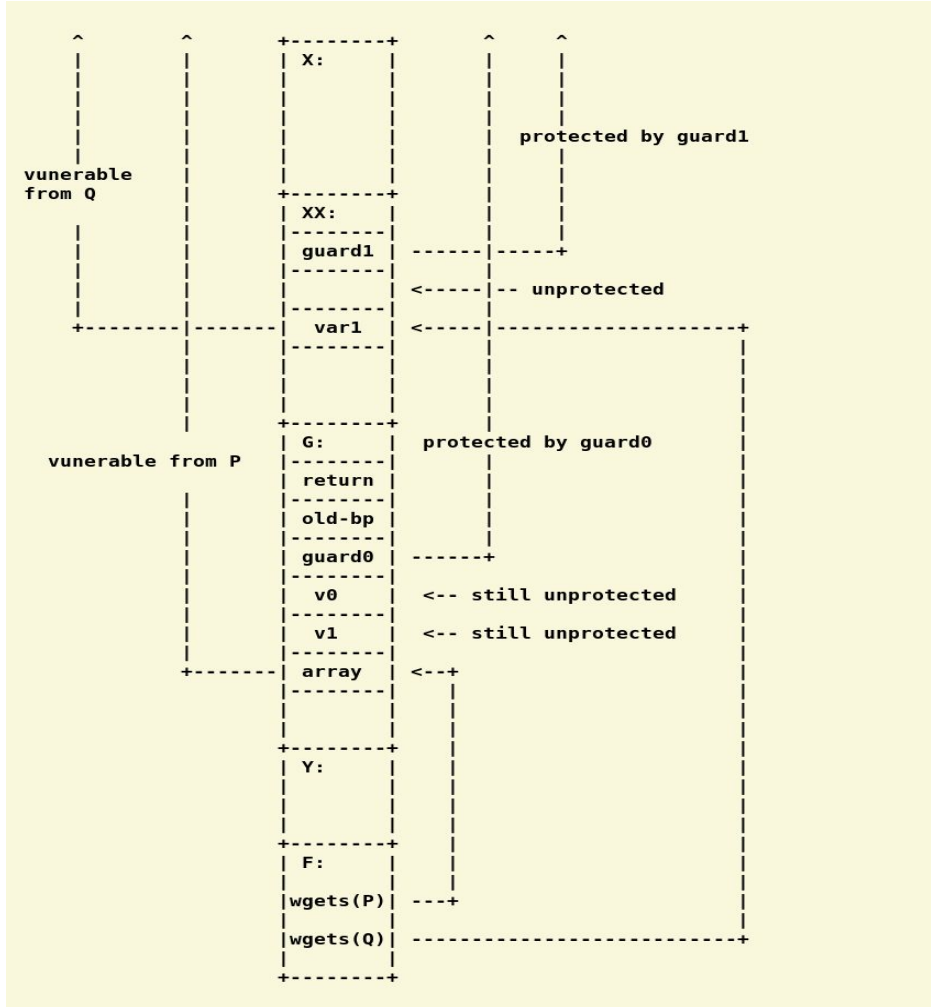 X:
protected by guard1
vunerable
from Q
XX:
guard1
unprotected
var1
G: protected by guard0
vunerable from P
return
old-bp
guard0
v0 <-- still unprotected
v1 <-- still unprotected
array
Y:
F:
wgets(P)
wgets(Q)